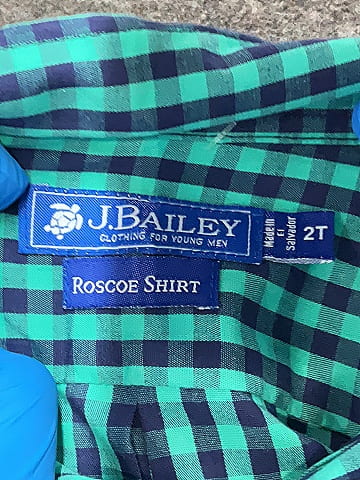 J.BAILEY
CLOTHING FOR YOUNG MEN
Made in
El
Salvador
2T
ROSCOE SHIRT